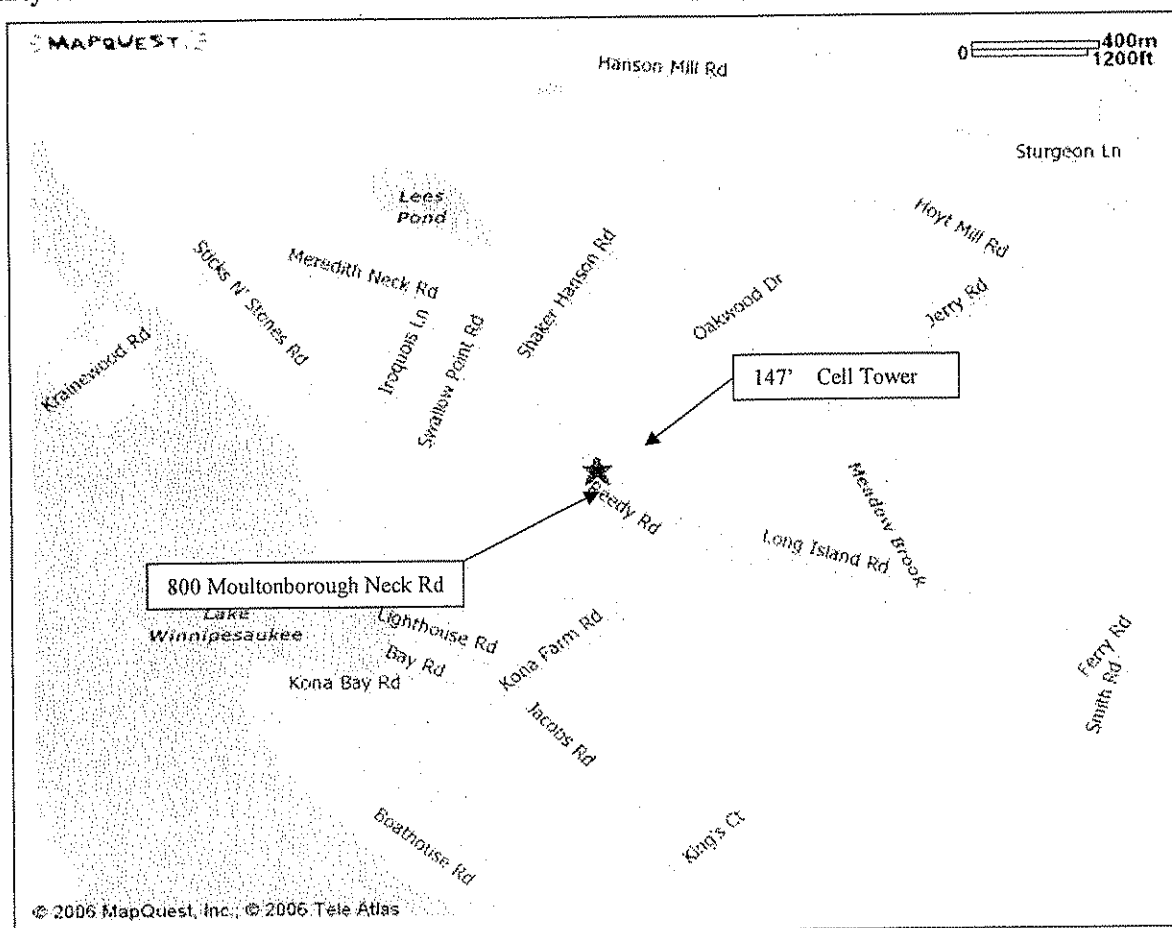 MAPQUEST
Hanson Mill Rd
0
400m
1200ft
Sturgeon Ln
Lees
Pond
Hoyt Mill Rd
Shaker Hanson Rd
Meredith Neck Rd
Sticks N' Stones Rd
Oakwood Dr
Jerry Rd
Iroquois Ln
Swallow Point Rd
Krainewood Rd
147' Cell Tower
Reedy Rd
Meadow Brook
Long Island Rd
800 Moultonborough Neck Rd
Lake
Winnipesaukee
Lighthouse Rd
Bay Rd
Kona Farm Rd
Kona Bay Rd
Ferry Rd
Smith Rd
Jacobs Rd
Boathouse Rd
King's Ct
© 2006 MapQuest, Inc.; © 2006 Tele Atlas